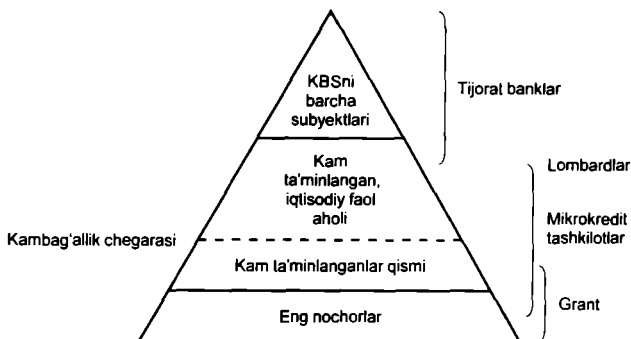 KBSni
barcha
subyektlari
Tijorat banklar
Kam
ta'minlangan,
iqtisodiy faol
aholi
Lombardlar
Mikrokredit
tashkilotlar
Kambag'allik chegarasi
Kam ta'minlanganlar qismi
Grant
Eng nochorlar